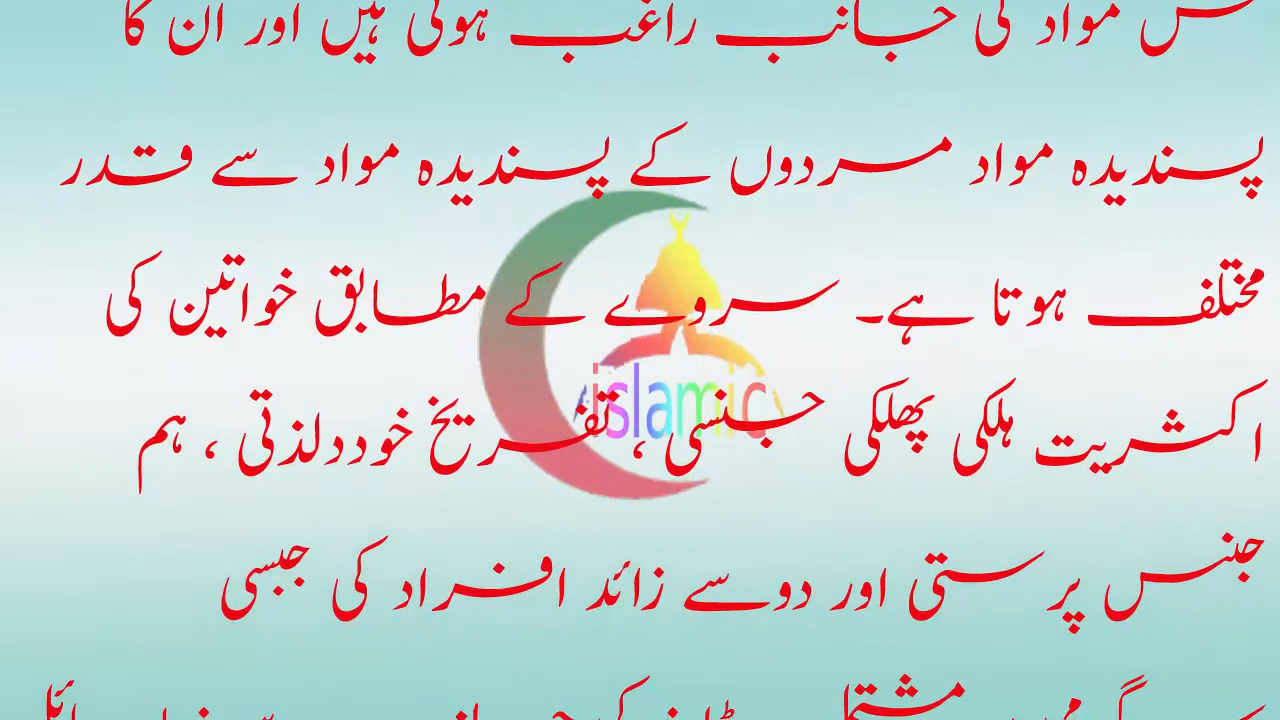 مواد کی جانب راغب ہوتی ہیں اور ان کا
پسندیدہ مواد مردوں کے پسندیدہ مواد سے قدر
مختلف ہوتا ہے۔ سروے کے مطابق خواتین کی
اکثریت ہلکی پھلکی جنسی ، تفریح خودلذتی ، ہم
جنس پرستی اور دوسے زائد افراد کی جبسی
islamic